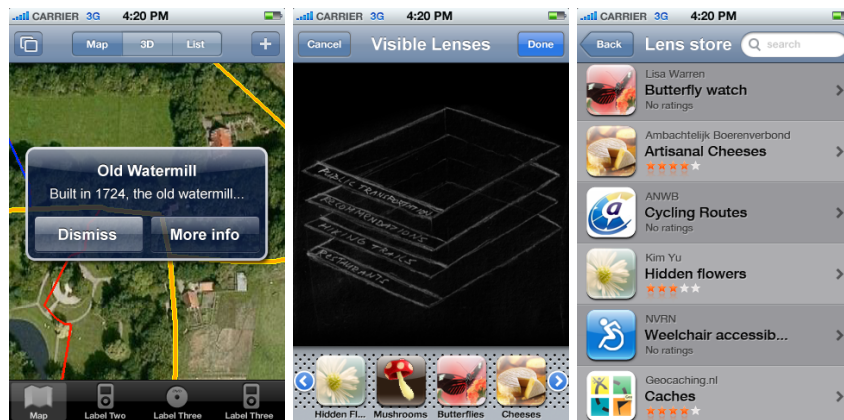 CARRIER 3G 4:20 PM
Map 3D List +
Old Watermill
Built in 1724, the old watermill...
Dismiss More info
Map Label Two Label Three Label Three
CARRIER 3G 4:20 PM
Cancel Visible Lenses Done
PUBLIC TRANSPORTATION
RECOMMENDATIONS
HIKING TRAILS
RESTAURANTS
Hidden Fl... Mushrooms Butterflies Cheeses
CARRIER 3G 4:20 PM
Back Lens store search
Lisa Warren
Butterfly watch
No ratings
Ambachtelijk Boerenverbond
Artisanal Cheeses
ANWB
Cycling Routes
No ratings
Kim Yu
Hidden flowers
NVRN
Weelchair accessib...
No ratings
Geocaching.nl
Caches